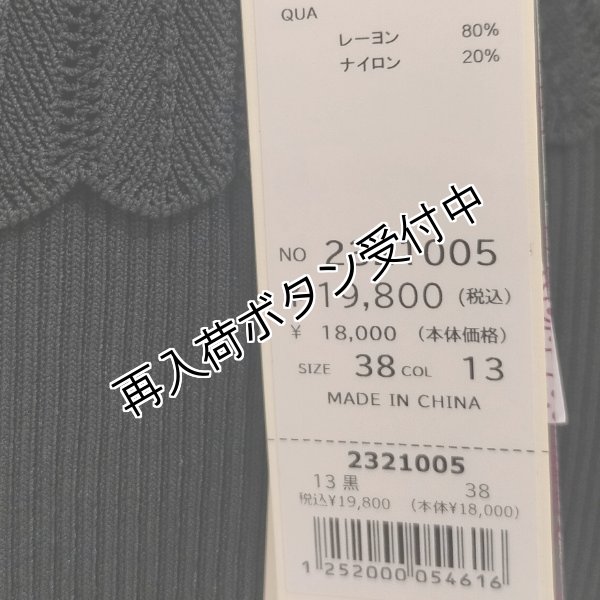 QUA
レーヨン 80%
ナイロン 20%
再入荷ボタン受付中
NO 2321005
¥19,800 (税込)
¥ 18,000 (本体価格)
SIZE 38 COL 13
MADE IN CHINA
2321005
13 黒 38
税込¥19,800 (本体¥18,000)
1 252000 054616